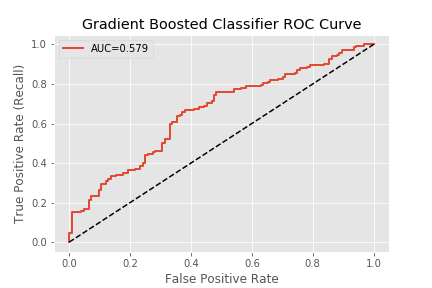 Gradient Boosted Classifier ROC Curve
AUC=0.579
True Positive Rate (Recall)
1.0
0.8
0.6
0.4
0.2
0.0
0.0 0.2 0.4 0.6 0.8 1.0
False Positive Rate